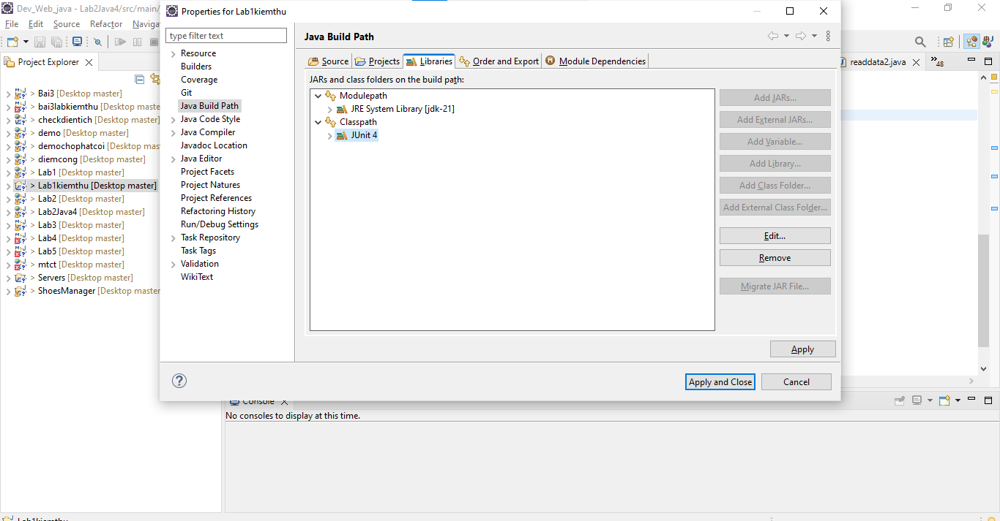 Dev_Web_java - Lab2Java4/src/main/
Properties for Lab1kiemthu
File Edit Source Refactor Naviga
type filter text
Java Build Path
Resource
Builders
Coverage
Git
Java Build Path
Java Code Style
Java Compiler
Javadoc Location
Java Editor
Project Facets
Project Natures
Project References
Refactoring History
Run/Debug Settings
Task Repository
Task Tags
Validation
WikiText
Source Projects Libraries Order and Export Module Dependencies
JARs and class folders on the build path:
Modulepath
JRE System Library [jdk-21]
Classpath
JUnit 4
Add JARs...
Add External JARs...
Add Variable...
Add Library...
Add Class Folder...
Add External Class Folder...
Edit...
Remove
Migrate JAR File...
Apply
Apply and Close Cancel
readdata2.java
48
Project Explorer
> Bai3 [Desktop master]
> bai3labkiemthu [Desktop maste
> checkdientich [Desktop master]
> demo [Desktop master]
> demochophatcoi [Desktop mas
> diemcong [Desktop master]
> Lab1 [Desktop master]
> Lab1kiemthu [Desktop master]
> Lab2 [Desktop master]
> Lab2Java4 [Desktop master]
> Lab3 [Desktop master]
> Lab4 [Desktop master]
> Lab5 [Desktop master]
> mtct [Desktop master]
> Servers [Desktop master]
> ShoesManager [Desktop master
Console
No consoles to display at this time.
Lab1kiemthu